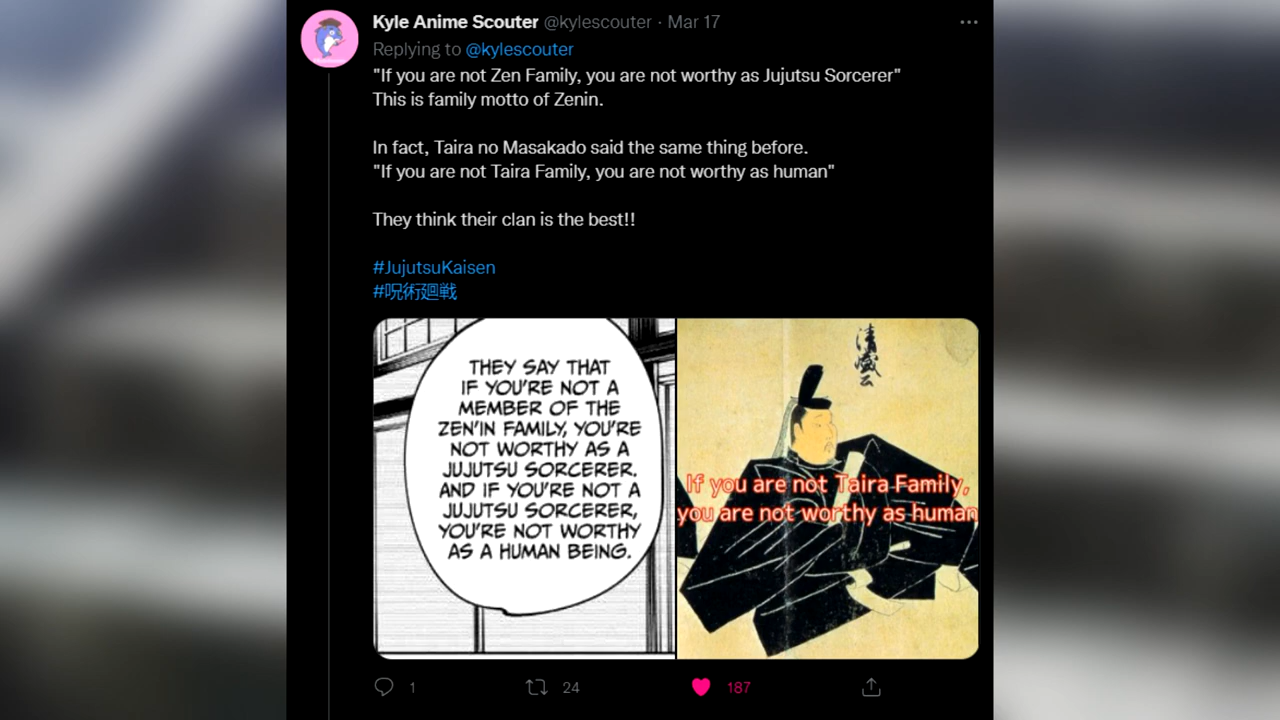 Kyle Anime Scouter @kylescouter · Mar 17
Replying to @kylescouter
"If you are not Zen Family, you are not worthy as Jujutsu Sorcerer"
This is family motto of Zenin.
In fact, Taira no Masakado said the same thing before.
"If you are not Taira Family, you are not worthy as human"
They think their clan is the best!!
#JujutsuKaisen
#呪術廻戦
THEY SAY THAT
IF YOU'RE NOT A
MEMBER OF THE
ZEN'IN FAMILY, YOU'RE
NOT WORTHY AS A
JUJUTSU SORCERER.
AND IF YOU'RE NOT A
JUJUTSU SORCERER,
YOU'RE NOT WORTHY
AS A HUMAN BEING.
清盛公
If you are not Taira Family,
you are not worthy as human
1 24 187